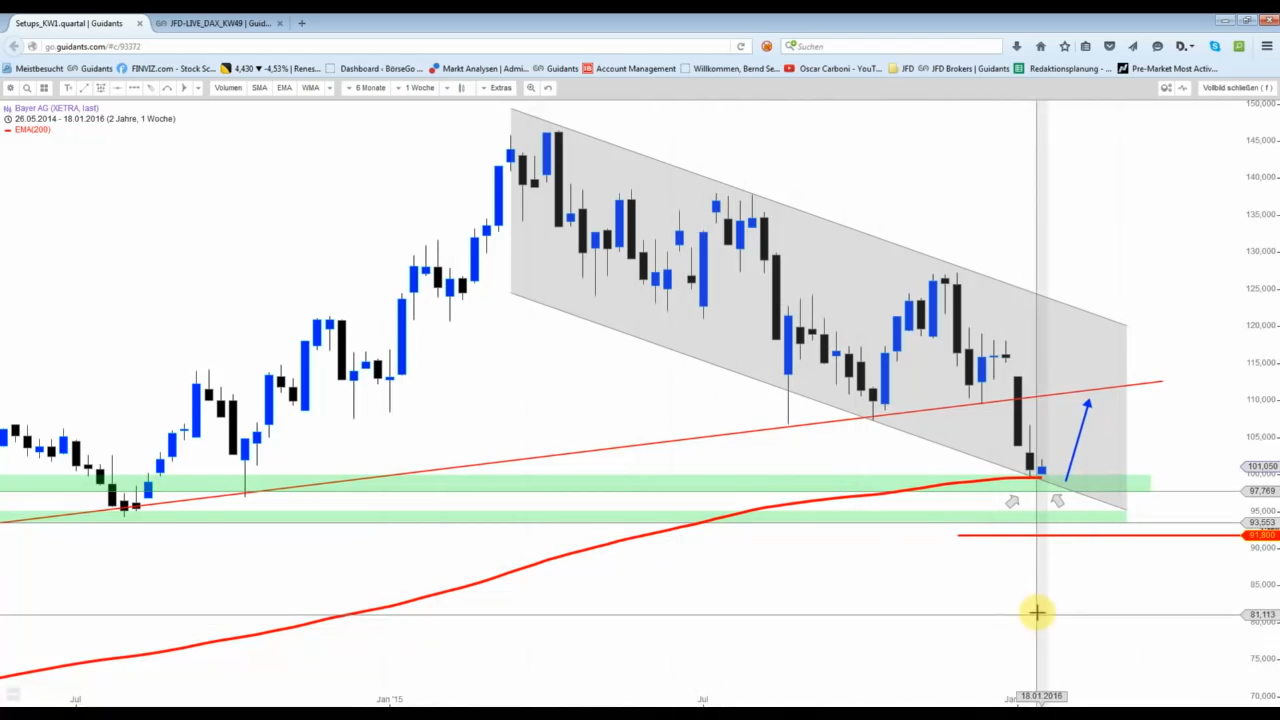 Setups_KW1.quartal | Guidants
JFD-LIVE_DAX_KW49 | Guid...
go.guidants.com/#c/93372
Suchen
Meistbesucht
Guidants
FINVIZ.com - Stock Sc...
4,430 ▼ -4,53% | Renes...
Dashboard - BörseGo ...
Markt Analysen | Admi...
Guidants
Account Management
Willkommen, Bernd Se...
Oscar Carboni - / ...
JFD
JFD Brokers | Guidants
Redaktionsplanung - ...
Pre-Market Most Activ...
Volumen
SMA
EMA
WMA
6 Monate
1 Woche
Extras
Vollbild schließen ( f )
Bayer AG (XETRA, last)
26.05.2014 - 18.01.2016 (2 Jahre, 1 Woche)
EMA(200)
150,000
145,000
140,000
135,000
130,000
125,000
120,000
115,000
110,000
105,000
101,050
100,000
97,769
95,000
93,553
91,800
90,000
85,000
81,113
80,000
75,000
70,000
Jul
Jan '15
Jul
18.01.2016